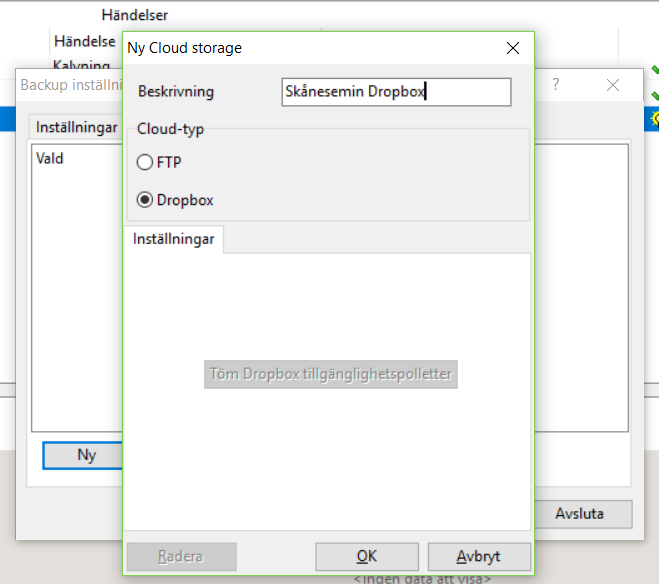 Händelser
Händelse
Kalvning
Backup inställni
?
Inställningar
Vald
Ny
Avsluta
Ny Cloud storage
Beskrivning
Skånesemin Dropbox
Cloud-typ
FTP
Dropbox
Inställningar
Töm Dropbox tillgänglighetspolletter
Radera
OK
Avbryt
<Ingen data att visa>